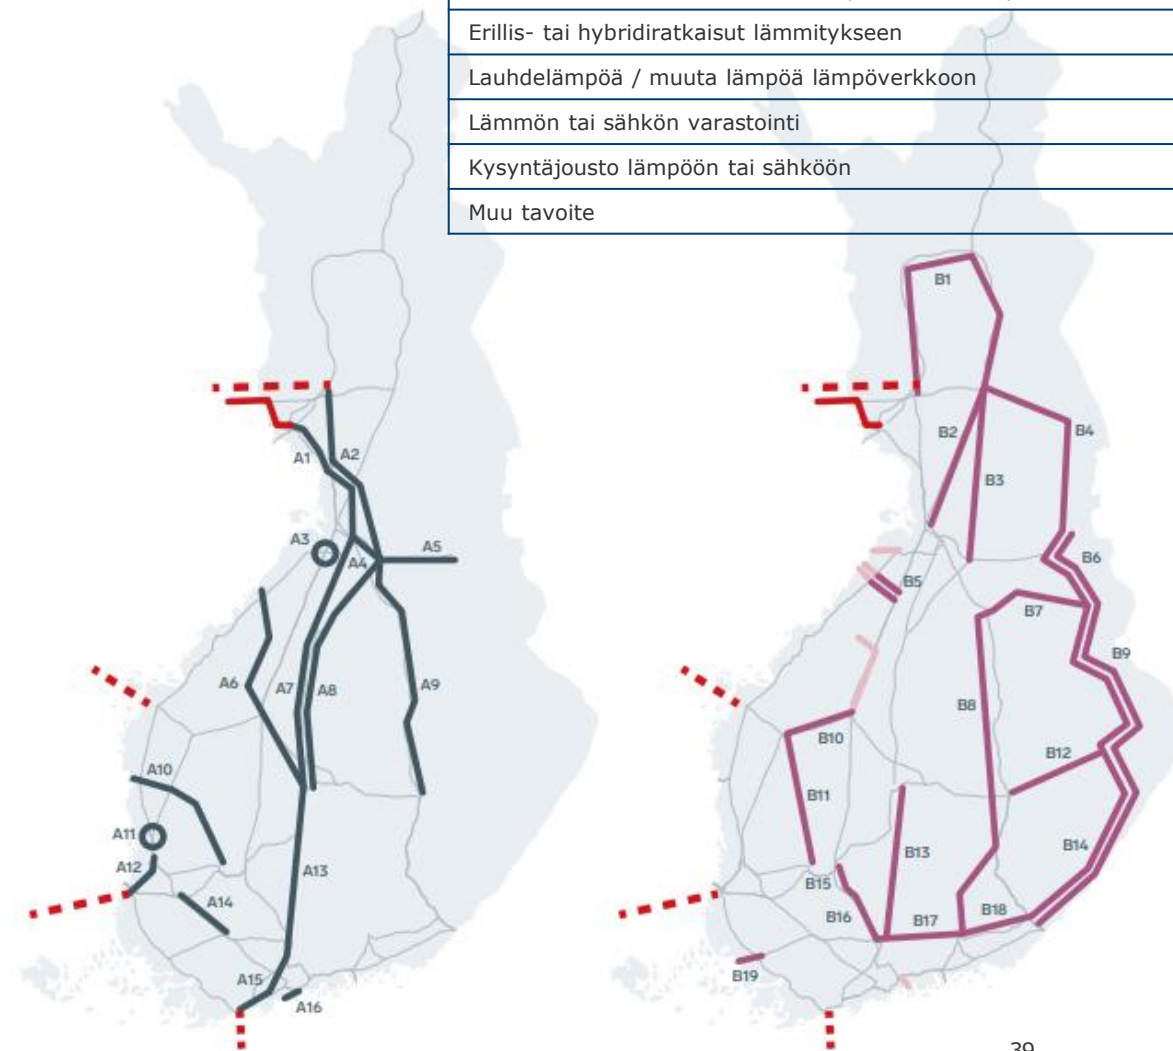 Erillis- tai hybridiratkaisut lämmitykseen
Lauhdelämpöä / muuta lämpöä lämpöverkkoon
Lämmön tai sähkön varastointi
Kysyntäjousto lämpöön tai sähköön
Muu tavoite
A1
A2
A3
A4
A5
A6
A7
A8
A9
A10
A11
A12
A13
A14
A15
A16
B1
B2
B3
B4
B5
B6
B7
B8
B9
B10
B11
B12
B13
B14
B15
B16
B17
B18
B19
39